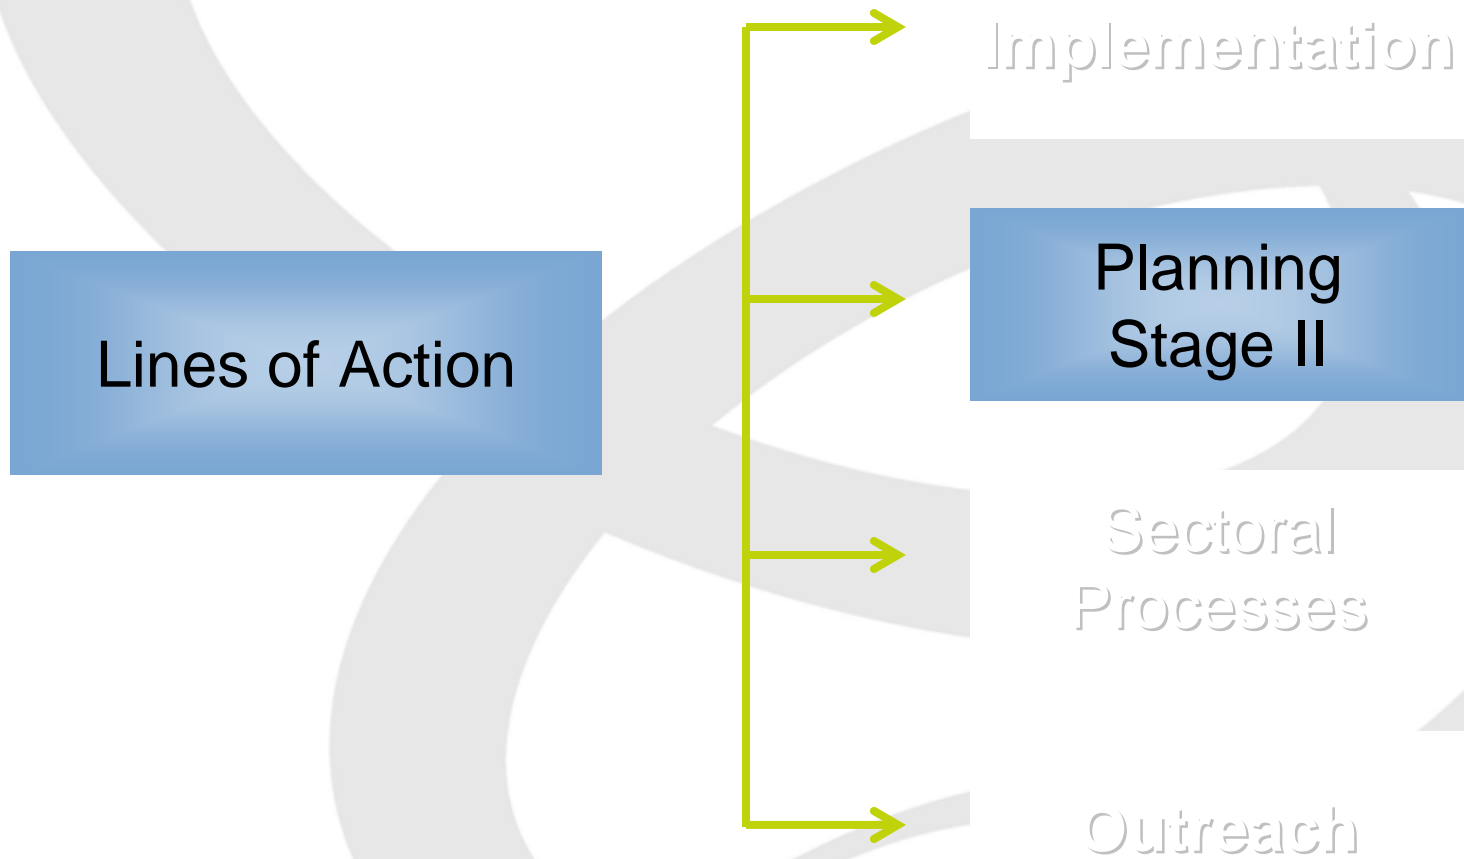 Implementation
Planning
Stage II
Lines of Action
Sectoral
Processes
Outreach